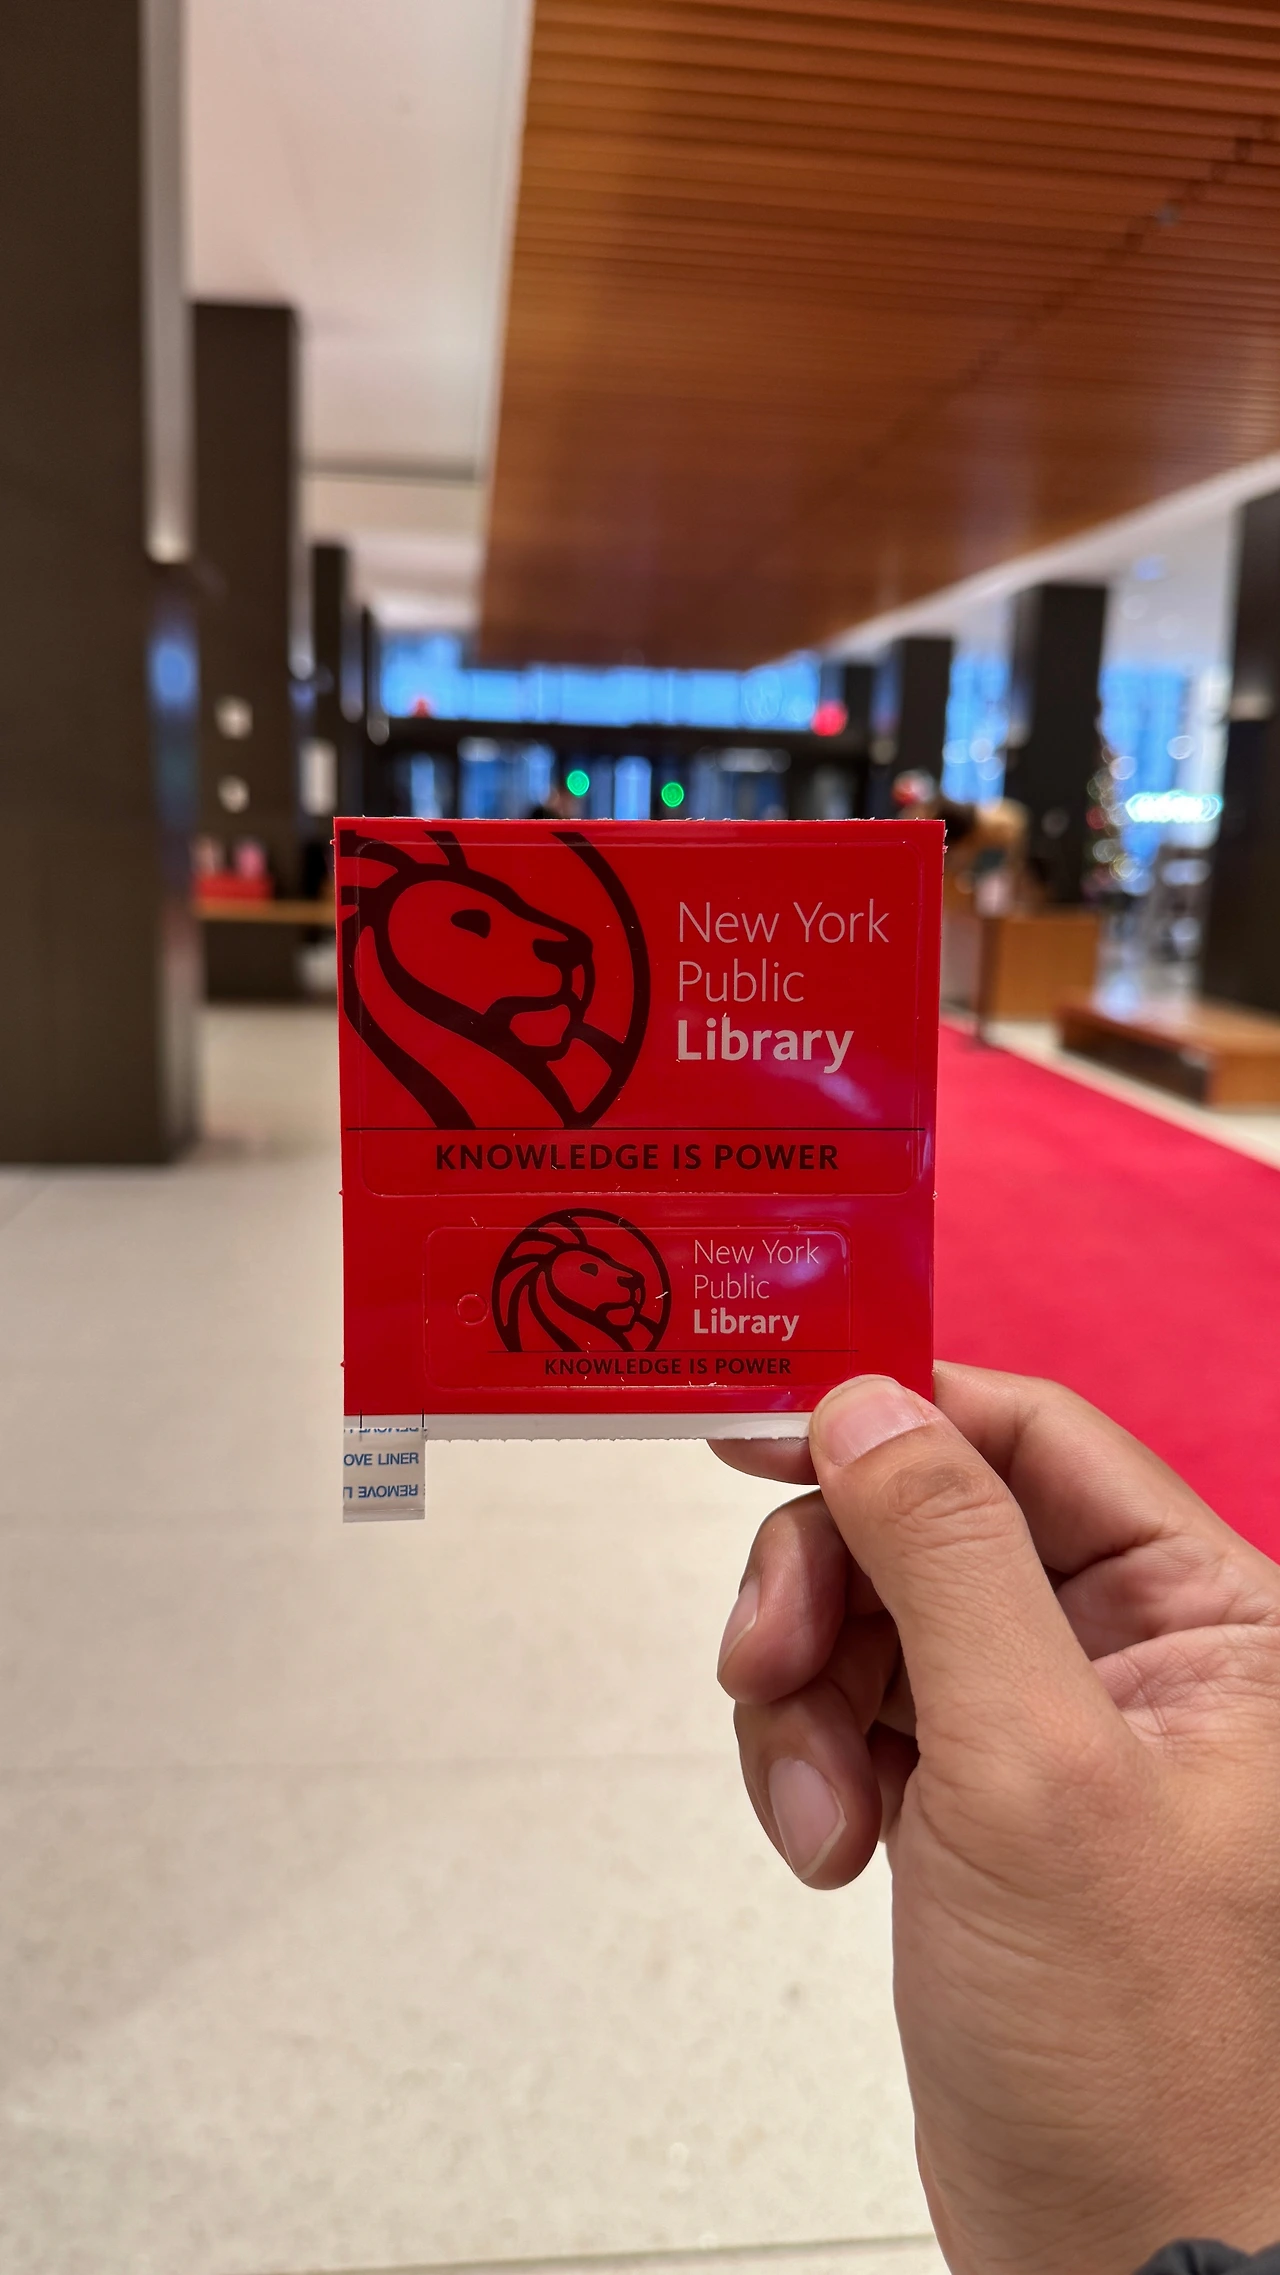 New York
Public
Library
KNOWLEDGE IS POWER
New York
Public
Library
KNOWLEDGE IS POWER
OVE LINER
REMOVE L